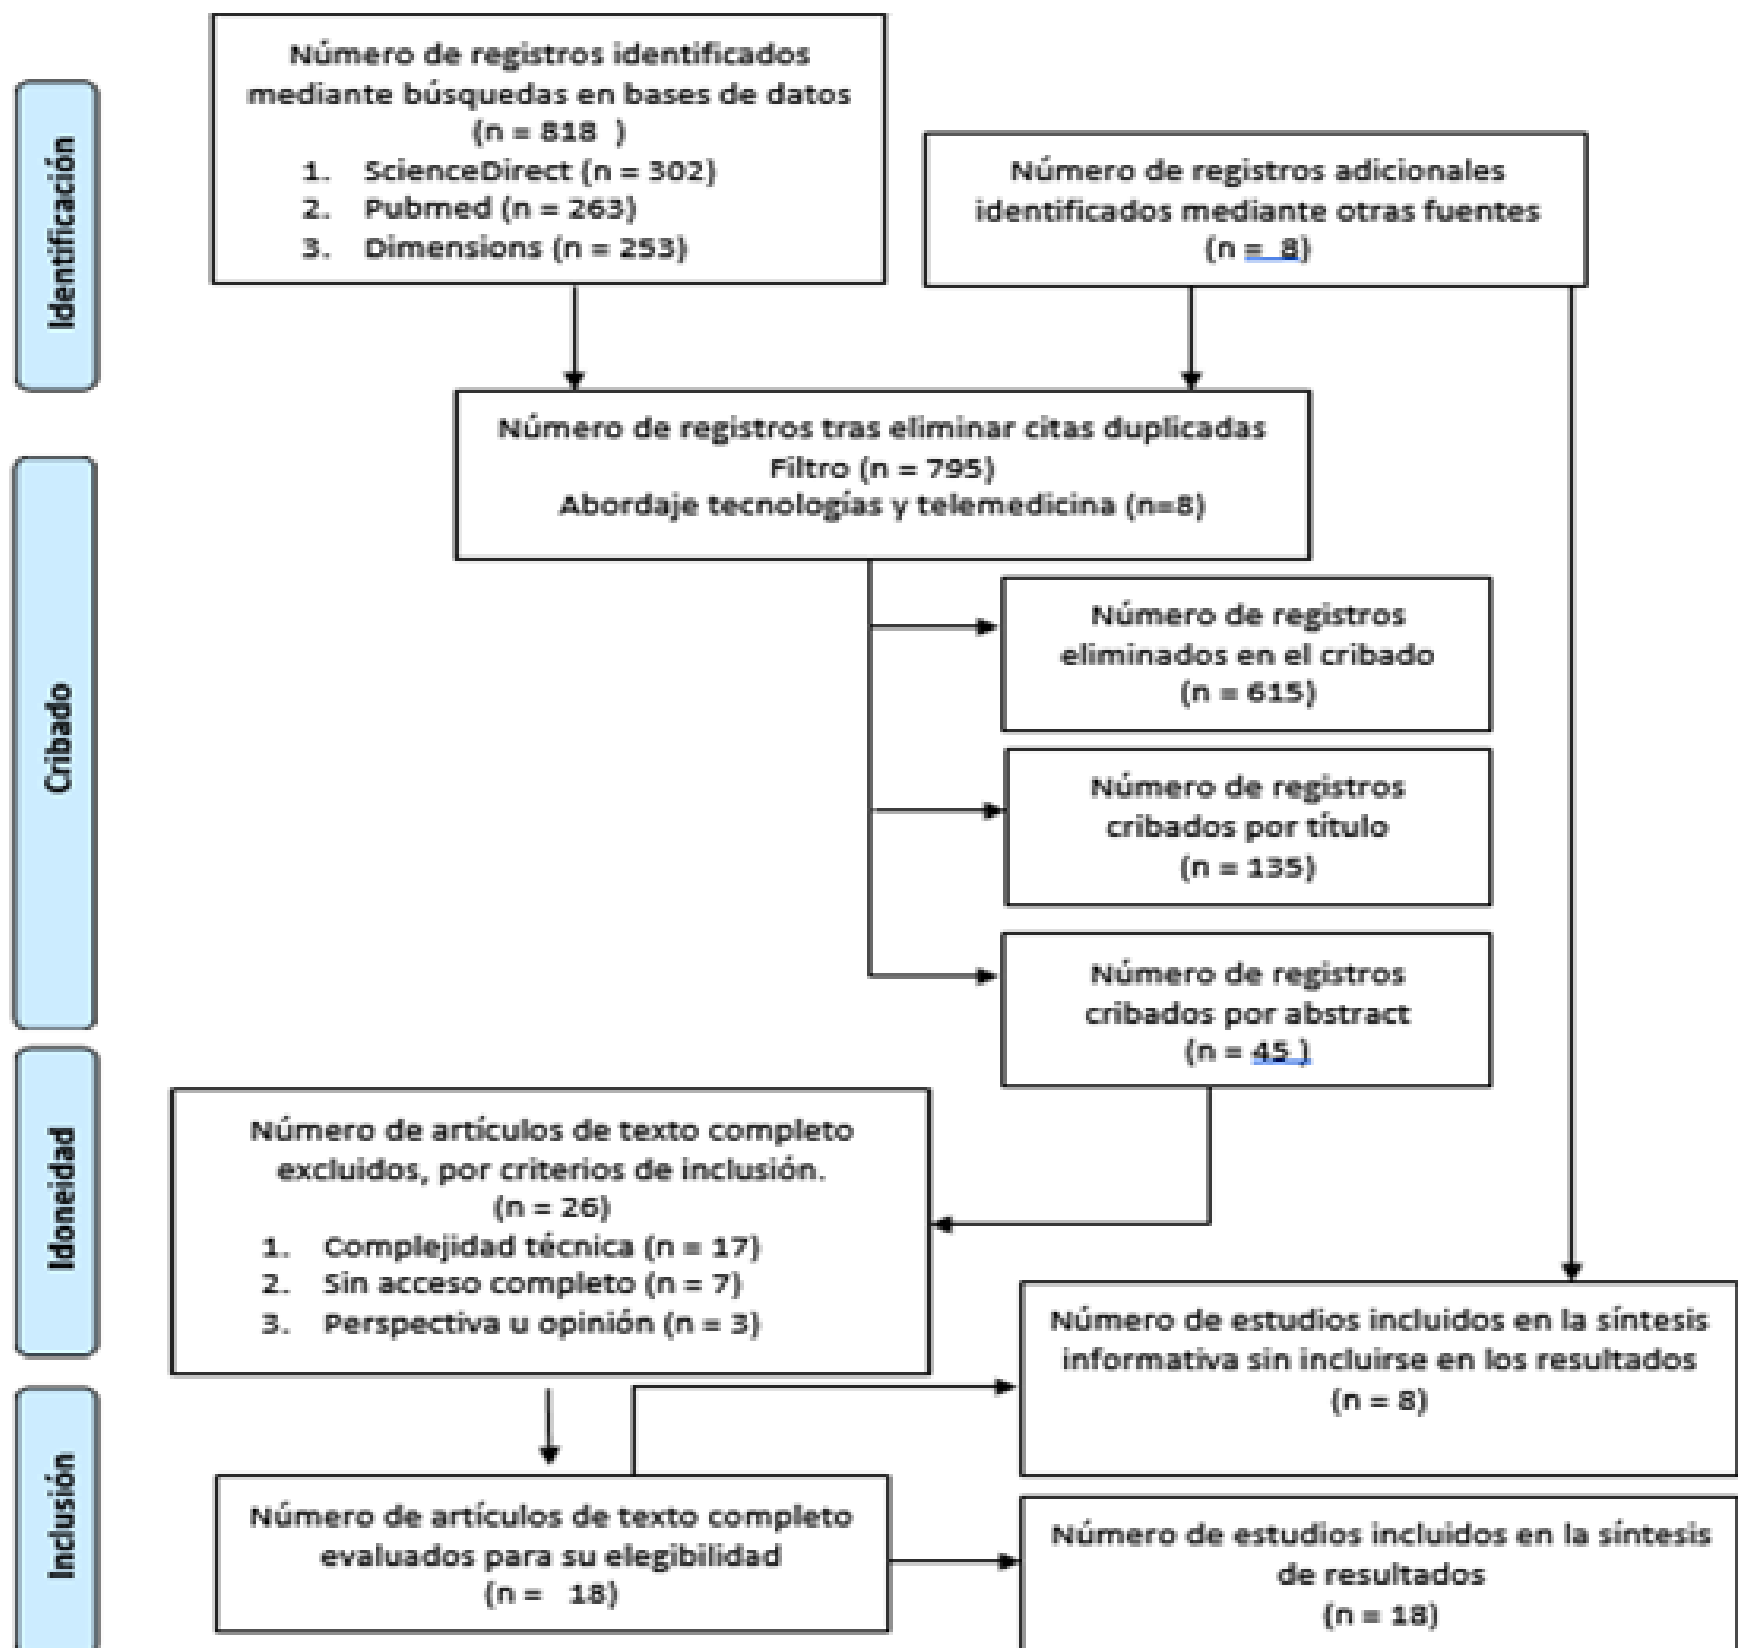 Identificación
Número de registros identificados
mediante búsquedas en bases de datos
(n = 818 )
1. ScienceDirect (n = 302)
2. Pubmed (n = 263)
3. Dimensions (n = 253)
Número de registros adicionales
identificados mediante otras fuentes
(n = 8)
Cribado
Número de registros tras eliminar citas duplicadas
Filtro (n = 795)
Abordaje tecnologías y telemedicina (n=8)
Número de registros
eliminados en el cribado
(n = 615)
Número de registros
cribados por título
(n = 135)
Número de registros
cribados por abstract
(n = 45 )
Idoneidad
Número de artículos de texto completo
excluidos, por criterios de inclusión.
(n = 26)
1. Complejidad técnica (n = 17)
2. Sin acceso completo (n = 7)
3. Perspectiva u opinión (n = 3)
Número de estudios incluidos en la síntesis
informativa sin incluirse en los resultados
(n = 8)
Inclusión
Número de artículos de texto completo
evaluados para su elegibilidad
(n = 18)
Número de estudios incluidos en la síntesis
de resultados
(n = 18)